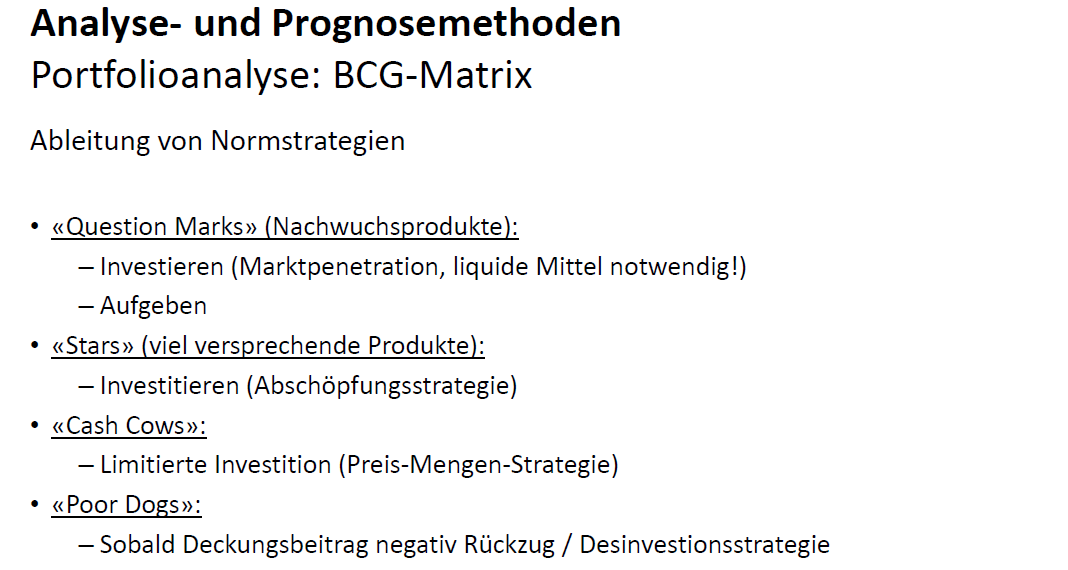 Analyse- und Prognosemethoden
Portfolioanalyse: BCG-Matrix
Ableitung von Normstrategien
• «Question Marks» (Nachwuchsprodukte):
– Investieren (Marktpenetration, liquide Mittel notwendig!)
– Aufgeben
• «Stars» (viel versprechende Produkte):
– Investitieren (Abschöpfungsstrategie)
• «Cash Cows»:
– Limitierte Investition (Preis-Mengen-Strategie)
• «Poor Dogs»:
– Sobald Deckungsbeitrag negativ Rückzug / Desinvestionsstrategie